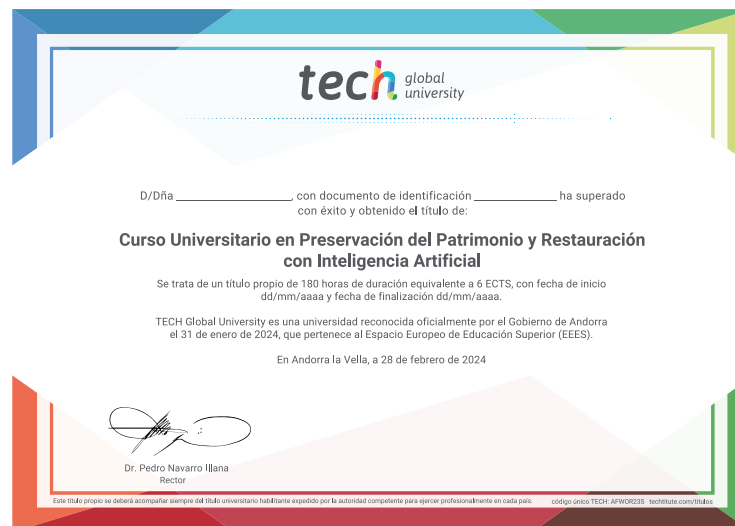 tech global university
D/Dña ____________________, con documento de identificación ______________ ha superado
con éxito y obtenido el título de:
Curso Universitario en Preservación del Patrimonio y Restauración
con Inteligencia Artificial
Se trata de un título propio de 180 horas de duración equivalente a 6 ECTS, con fecha de inicio
dd/mm/aaaa y fecha de finalización dd/mm/aaaa.
TECH Global University es una universidad reconocida oficialmente por el Gobierno de Andorra
el 31 de enero de 2024, que pertenece al Espacio Europeo de Educación Superior (EEES).
En Andorra la Vella, a 28 de febrero de 2024
Dr. Pedro Navarro Illana
Rector
Este título propio se deberá acompañar siempre del título universitario habilitante expedido por la autoridad competente para ejercer profesionalmente en cada país. código único TECH: AFWOR235 techtitute.com/titulos